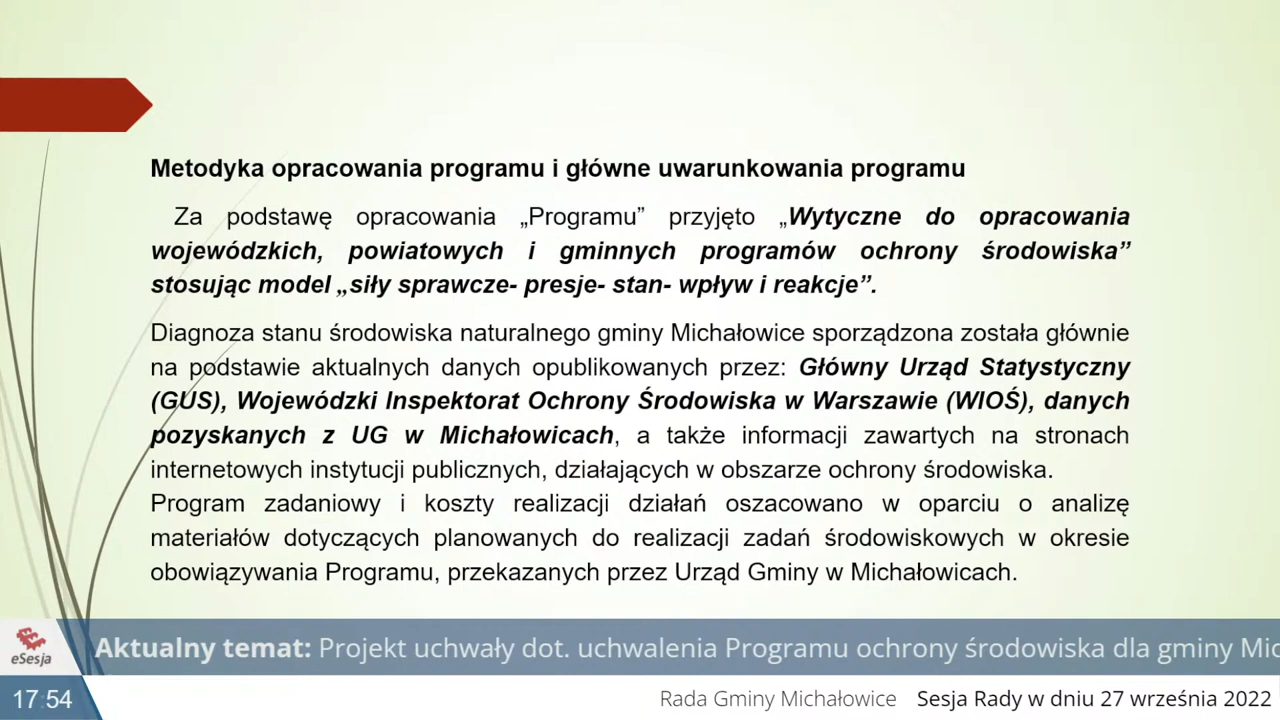 Metodyka opracowania programu i główne uwarunkowania programu
Za podstawę opracowania „Programu” przyjęto „Wytyczne do opracowania
wojewódzkich, powiatowych i gminnych programów ochrony środowiska”
stosując model „siły sprawcze- presje- stan- wpływ i reakcje”.
Diagnoza stanu środowiska naturalnego gminy Michałowice sporządzona została głównie
na podstawie aktualnych danych opublikowanych przez: Główny Urząd Statystyczny
(GUS), Wojewódzki Inspektorat Ochrony Środowiska w Warszawie (WIOŚ), danych
pozyskanych z UG w Michałowicach, a także informacji zawartych na stronach
internetowych instytucji publicznych, działających w obszarze ochrony środowiska.
Program zadaniowy i koszty realizacji działań oszacowano w oparciu o analizę
materiałów dotyczących planowanych do realizacji zadań środowiskowych w okresie
obowiązywania Programu, przekazanych przez Urząd Gminy w Michałowicach.
eSesja
Aktualny temat: Projekt uchwały dot. uchwalenia Programu ochrony środowiska dla gminy Mic
17:54
Rada Gminy Michałowice Sesja Rady w dniu 27 września 2022